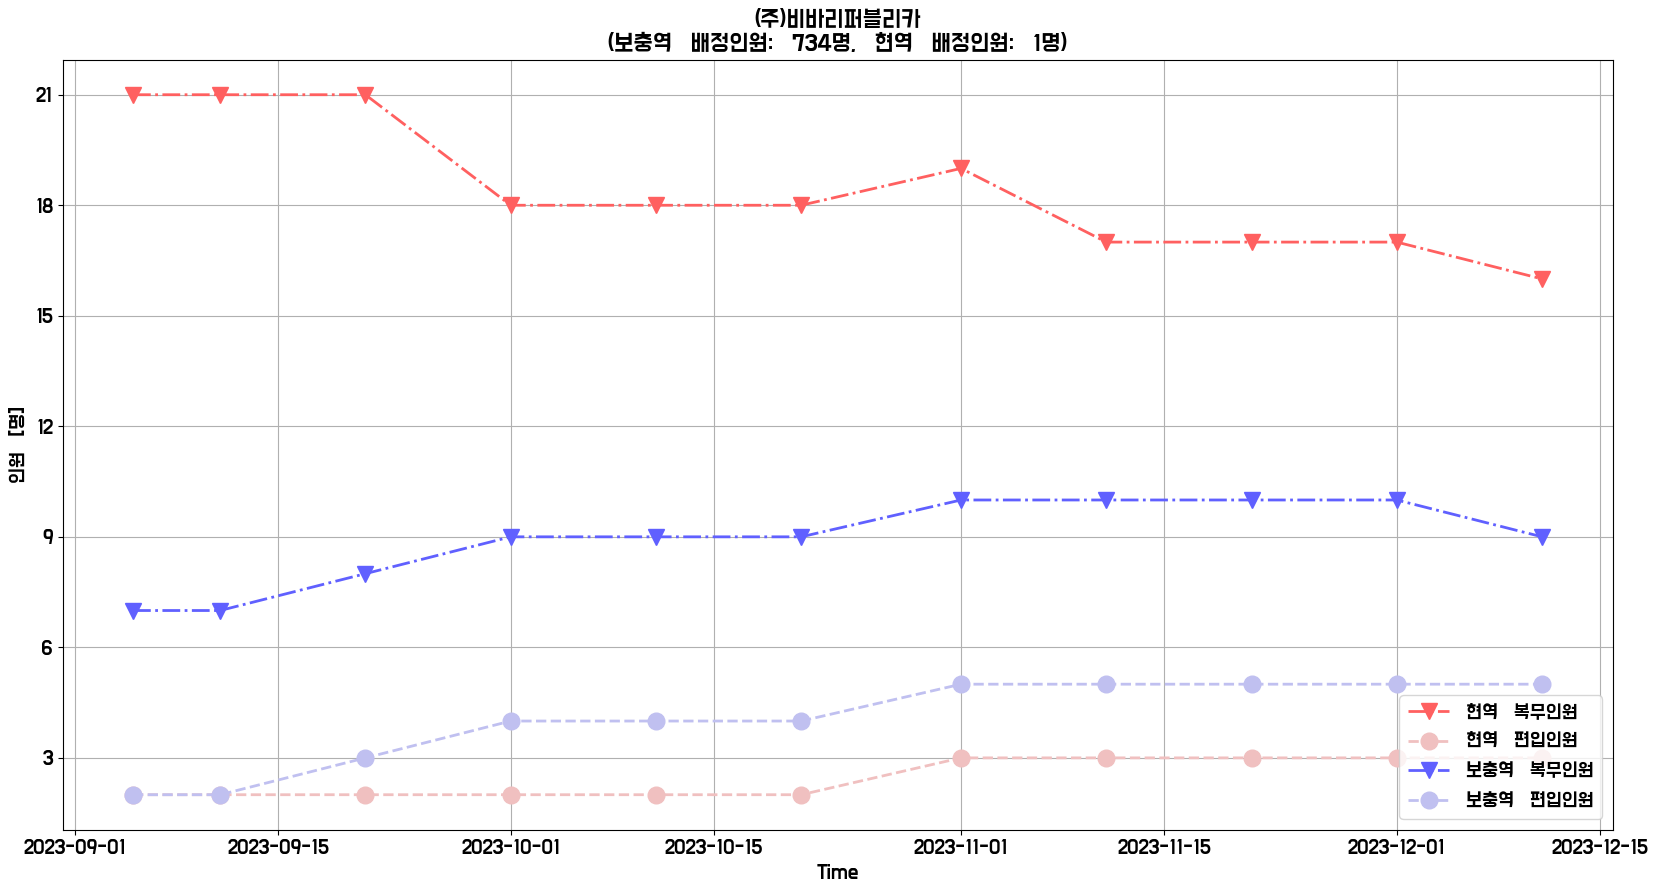 (주)비바리퍼블리카
(보충역 배정인원: 734명, 현역 배정인원: 1명)
21
18
15
12
9
6
3
인원 [명]
현역 복무인원
현역 편입인원
보충역 복무인원
보충역 편입인원
2023-09-01 2023-09-15 2023-10-01 2023-10-15 2023-11-01 2023-11-15 2023-12-01 2023-12-15
Time